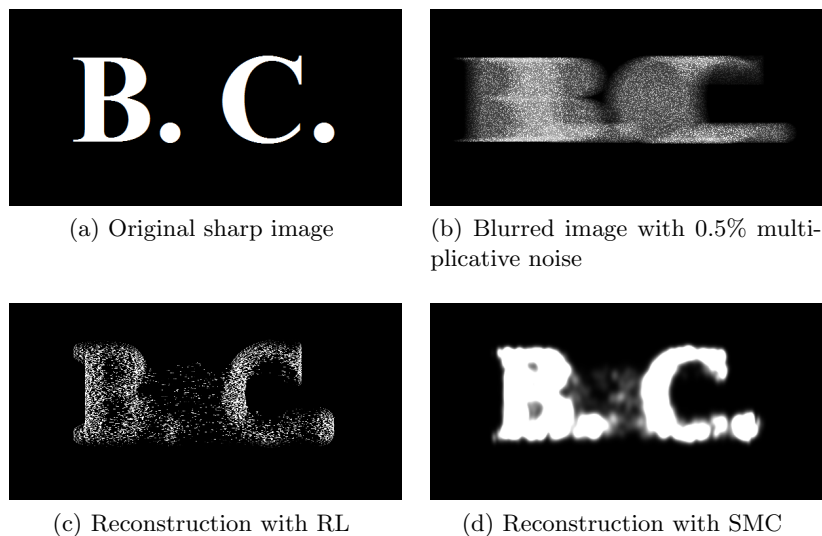 B. C.
B. C.
(a) Original sharp image
(b) Blurred image with 0.5% multi-
plicative noise
B. C.
B. C.
(c) Reconstruction with RL
(d) Reconstruction with SMC